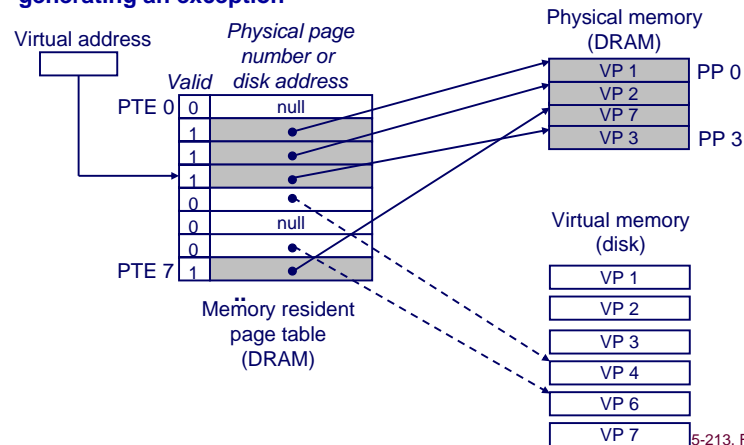 generating an exception
Virtual address
Physical page
number or
disk address
Valid
PTE 0
0
null
1
1
1
0
0
null
0
PTE 7
1
Memory resident
page table
(DRAM)
Physical memory
(DRAM)
VP 1
PP 0
VP 2
VP 7
VP 3
PP 3
Virtual memory
(disk)
VP 1
VP 2
VP 3
VP 4
VP 6
VP 7
5-213, F